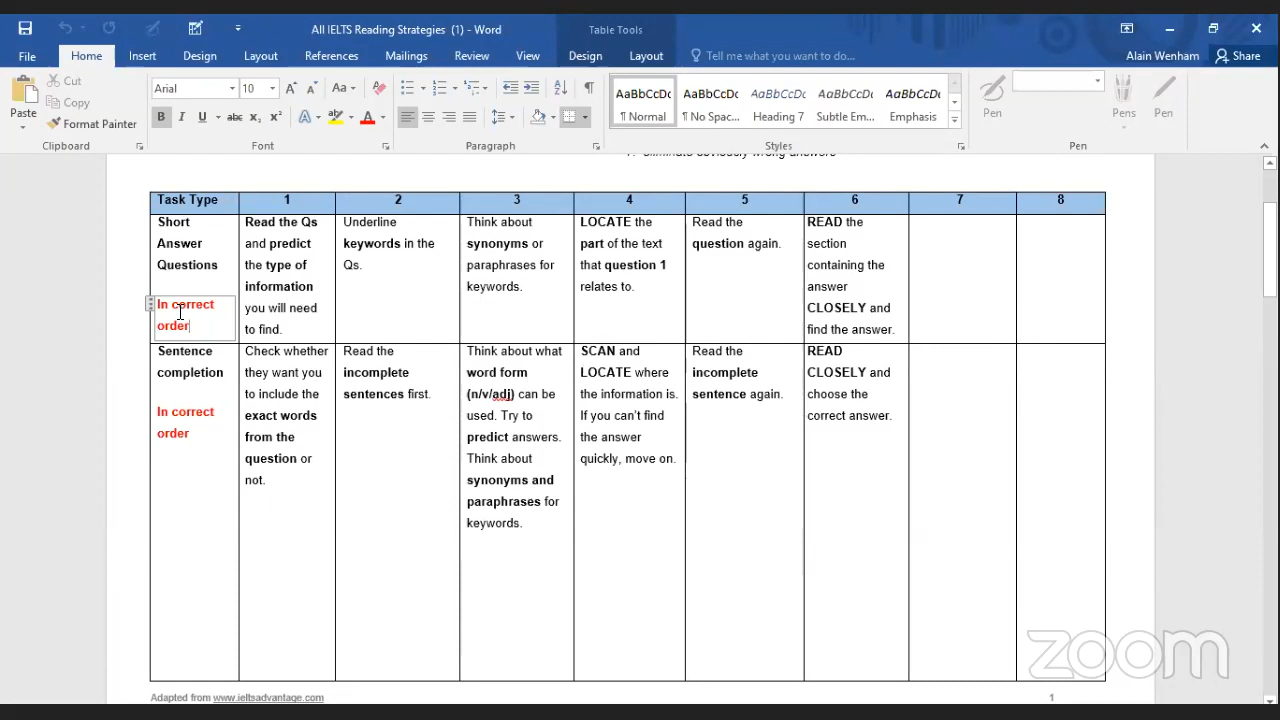 All IELTS Reading Strategies (1) - Word
Table Tools
File Home Insert Design Layout References Mailings Review View Design Layout Tell me what you want to do... Alain Wenham Share
Paste
Cut
Copy
Format Painter
Arial 10 Aa
B I U abc x₂ x² A A
AaBbCcDc AaBbCcDc AaBbCcDc AaBbCcDc AaBbCcDc
¶ Normal ¶ No Spac... Heading 7 Subtle Em... Emphasis
Pen Pens Pen
Clipboard Font Paragraph Styles Pen
7. eliminate obviously wrong answers
Task Type 1 2 3 4 5 6 7 8
Short
Answer
Questions
In correct
order
Read the Qs
and predict
the type of
information
you will need
to find.
Underline
keywords in the
Qs.
Think about
synonyms or
paraphrases for
keywords.
LOCATE the
part of the text
that question 1
relates to.
Read the
question again.
READ the
section
containing the
answer
CLOSELY and
find the answer.
Sentence
completion
In correct
order
Check whether
they want you
to include the
exact words
from the
question or
not.
Read the
incomplete
sentences first.
Think about what
word form
(n/v/adj) can be
used. Try to
predict answers.
Think about
synonyms and
paraphrases for
keywords.
SCAN and
LOCATE where
the information is.
If you can't find
the answer
quickly, move on.
Read the
incomplete
sentence again.
READ
CLOSELY and
choose the
correct answer.
Adapted from www.ieltsadvantage.com
1
zoom